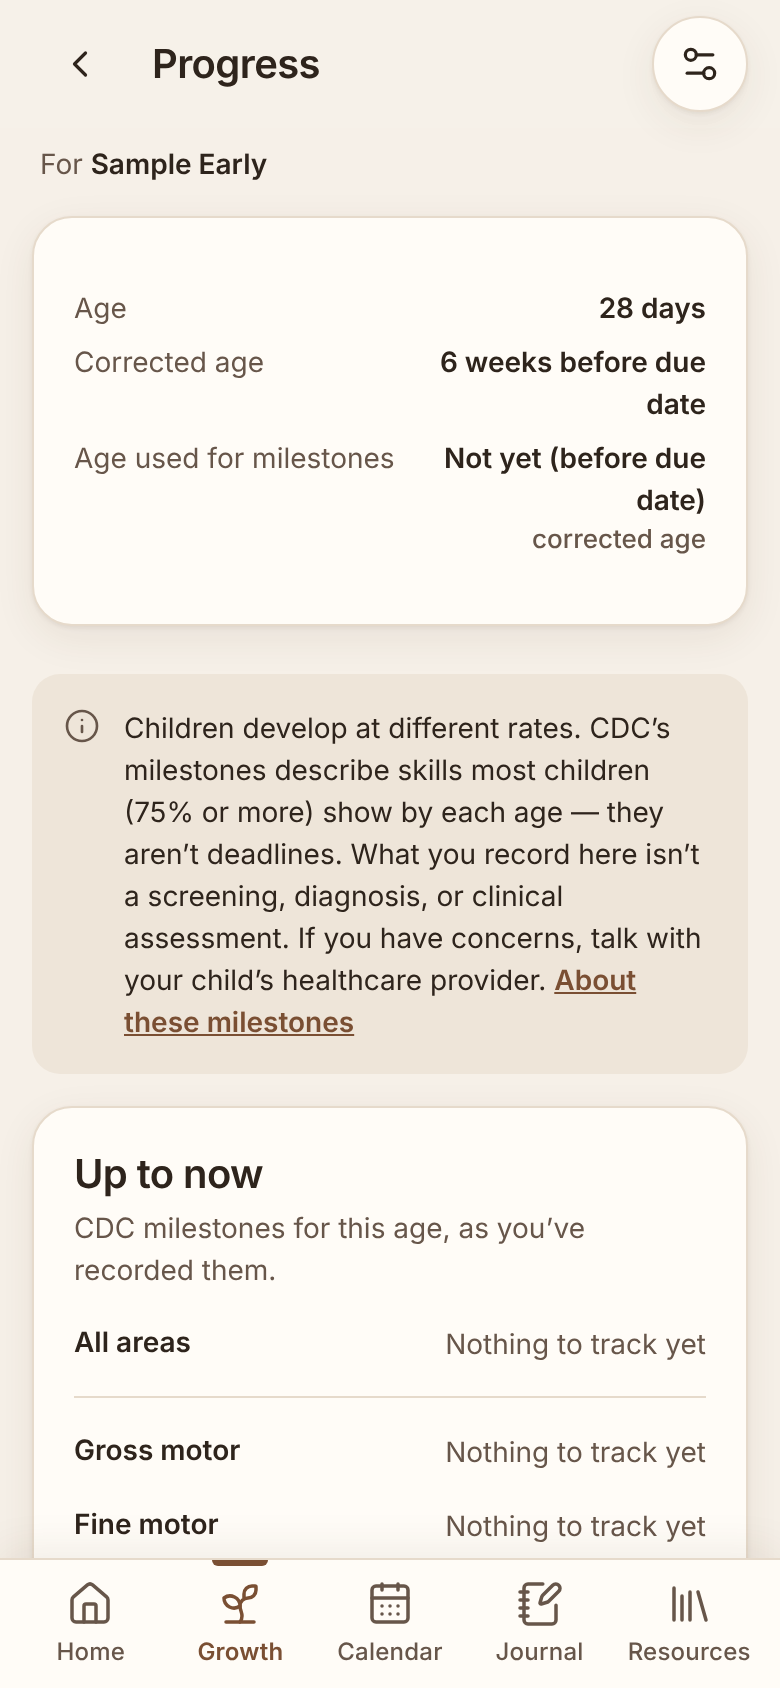 Progress
For Sample Early
Age 28 days
Corrected age 6 weeks before due
date
Age used for milestones Not yet (before due
date)
corrected age
Children develop at different rates. CDC’s
milestones describe skills most children
(75% or more) show by each age — they
aren’t deadlines. What you record here isn’t
a screening, diagnosis, or clinical
assessment. If you have concerns, talk with
your child’s healthcare provider. About
these milestones
Up to now
CDC milestones for this age, as you’ve
recorded them.
All areas Nothing to track yet
Gross motor Nothing to track yet
Fine motor Nothing to track yet
Home Growth Calendar Journal Resources